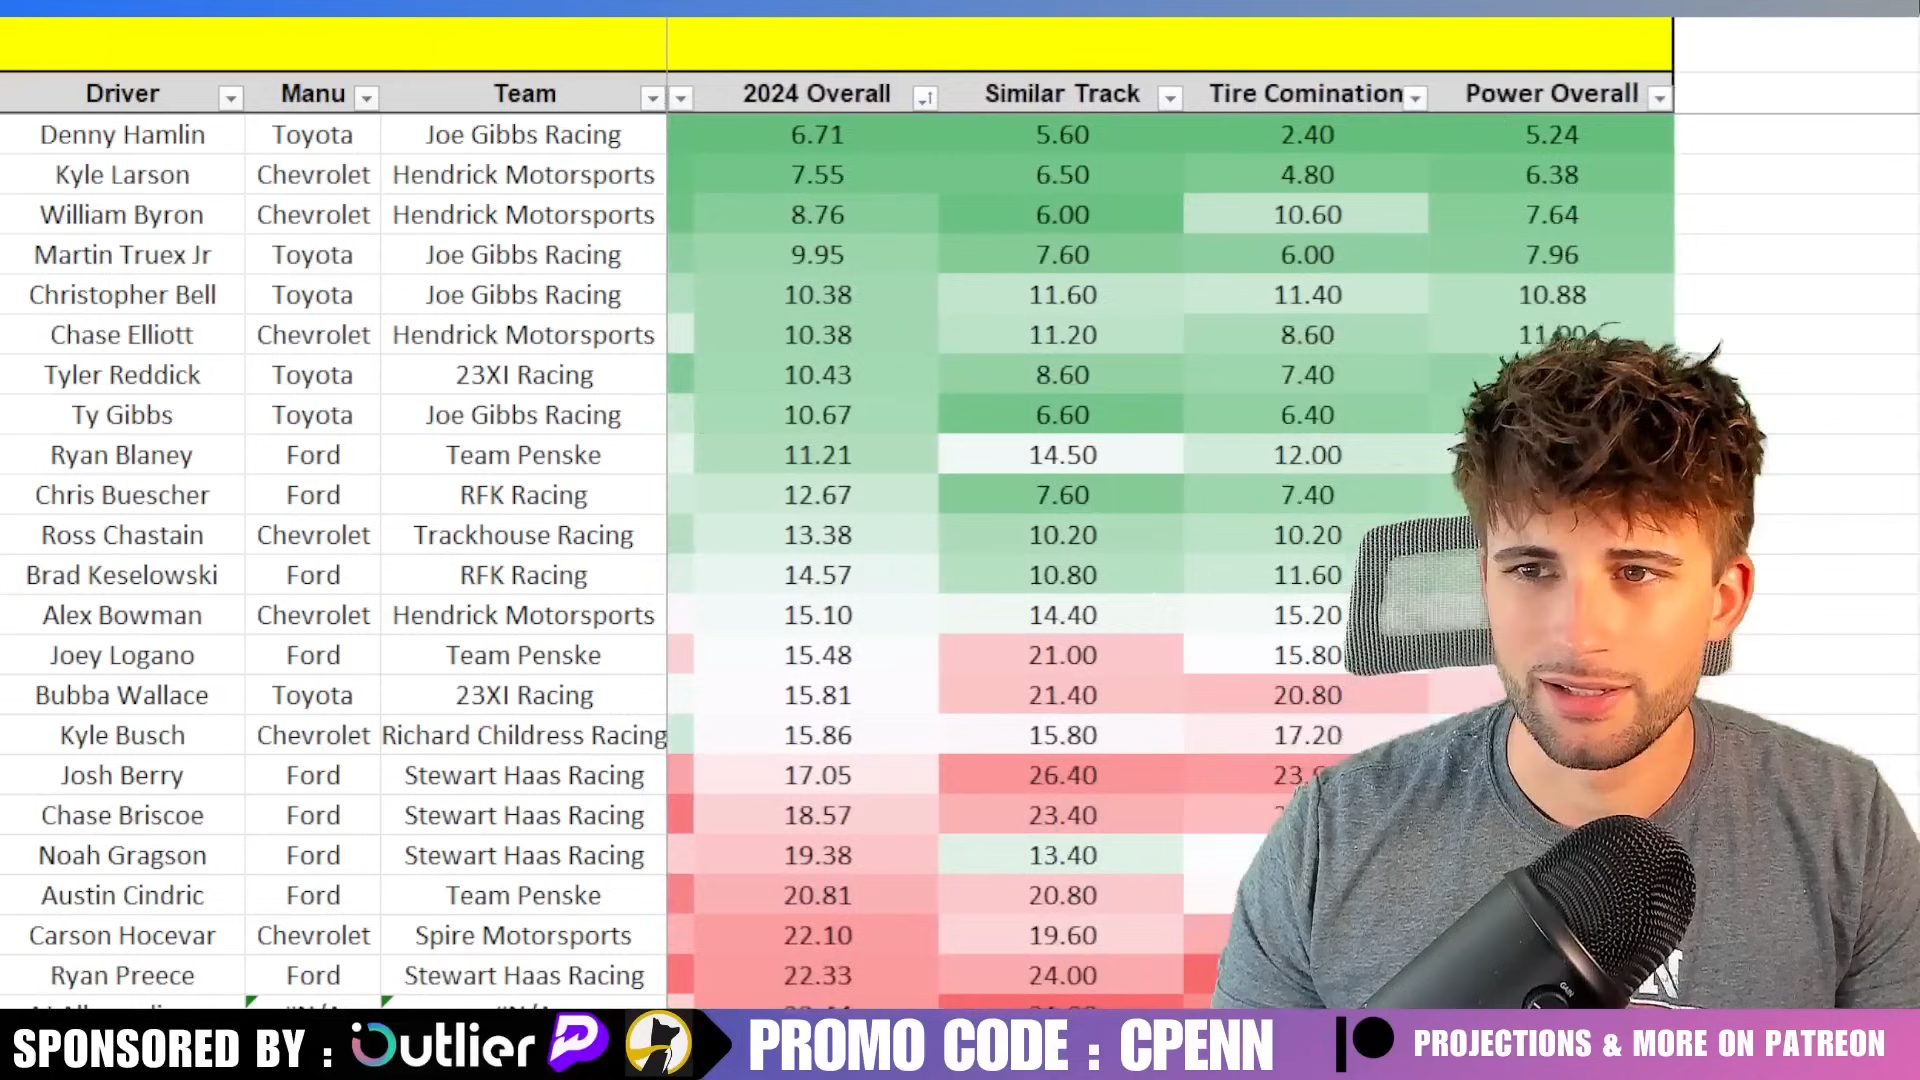 Driver Manu Team 2024 Overall Similar Track Tire Comination Power Overall
Denny Hamlin Toyota Joe Gibbs Racing 6.71 5.60 2.40 5.24
Kyle Larson Chevrolet Hendrick Motorsports 7.55 6.50 4.80 6.38
William Byron Chevrolet Hendrick Motorsports 8.76 6.00 10.60 7.64
Martin Truex Jr Toyota Joe Gibbs Racing 9.95 7.60 6.00 7.96
Christopher Bell Toyota Joe Gibbs Racing 10.38 11.60 11.40 10.88
Chase Elliott Chevrolet Hendrick Motorsports 10.38 11.20 8.60
Tyler Reddick Toyota 23XI Racing 10.43 8.60 7.40
Ty Gibbs Toyota Joe Gibbs Racing 10.67 6.60 6.40
Ryan Blaney Ford Team Penske 11.21 14.50 12.00
Chris Buescher Ford RFK Racing 12.67 7.60 7.40
Ross Chastain Chevrolet Trackhouse Racing 13.38 10.20 10.20
Brad Keselowski Ford RFK Racing 14.57 10.80 11.60
Alex Bowman Chevrolet Hendrick Motorsports 15.10 14.40 15.20
Joey Logano Ford Team Penske 15.48 21.00 15.80
Bubba Wallace Toyota 23XI Racing 15.81 21.40 20.80
Kyle Busch Chevrolet Richard Childress Racing 15.86 15.80 17.20
Josh Berry Ford Stewart Haas Racing 17.05 26.40
Chase Briscoe Ford Stewart Haas Racing 18.57 23.40
Noah Gragson Ford Stewart Haas Racing 19.38 13.40
Austin Cindric Ford Team Penske 20.81 20.80
Carson Hocevar Chevrolet Spire Motorsports 22.10 19.60
Ryan Preece Ford Stewart Haas Racing 22.33 24.00
SPONSORED BY : Outlier PROMO CODE : CPENN PROJECTIONS & MORE ON PATREON